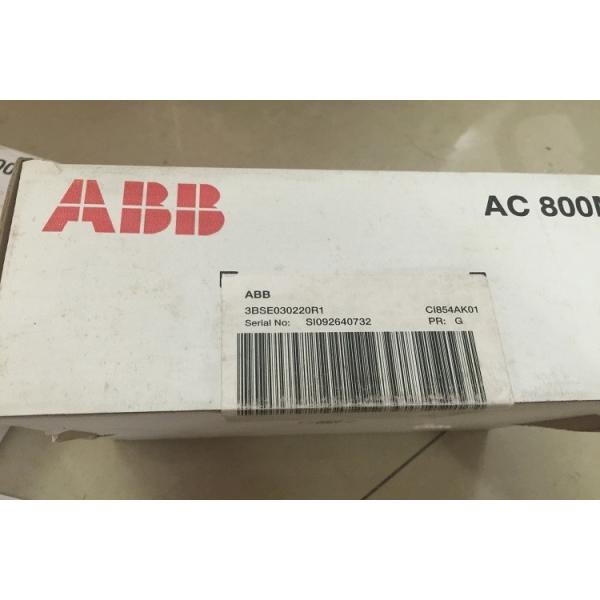 ABB
AC 800
ABB
3BSE030220R1 CI854AK01
Serial No: SI092640732 PR: G